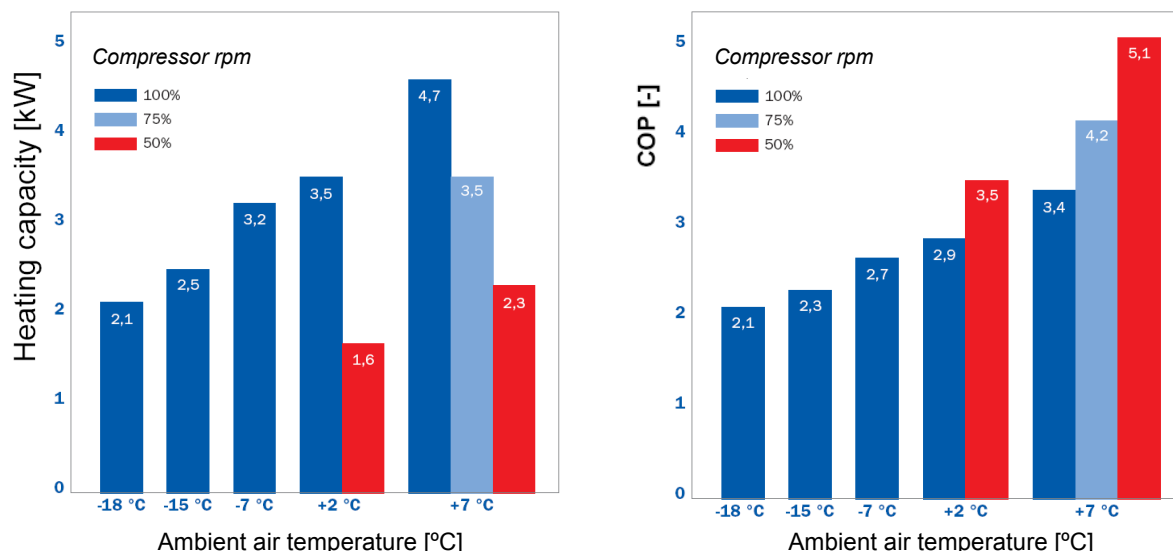 Heating capacity [kW]
5
4
3
2
1
0
Compressor rpm
100%
75%
50%
2,1
2,5
3,2
3,5
1,6
4,7
3,5
2,3
-18 °C
-15 °C
-7 °C
+2 °C
+7 °C
Ambient air temperature [ºC]
COP [-]
5
4
3
2
1
0
Compressor rpm
100%
75%
50%
2,1
2,3
2,7
2,9
3,5
3,4
4,2
5,1
-18 °C
-15 °C
-7 °C
+2 °C
+7 °C
Ambient air temperature [ºC]